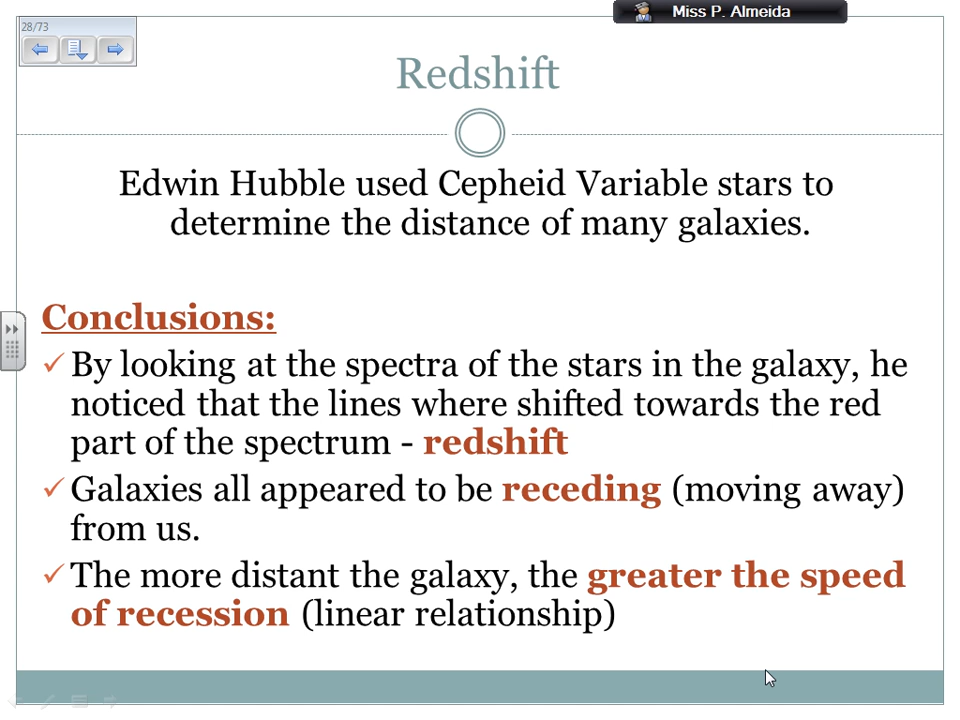 Miss P. Almeida
28/73
Redshift
Edwin Hubble used Cepheid Variable stars to
determine the distance of many galaxies.
Conclusions:
By looking at the spectra of the stars in the galaxy, he
noticed that the lines where shifted towards the red
part of the spectrum - redshift
Galaxies all appeared to be receding (moving away)
from us.
The more distant the galaxy, the greater the speed
of recession (linear relationship)